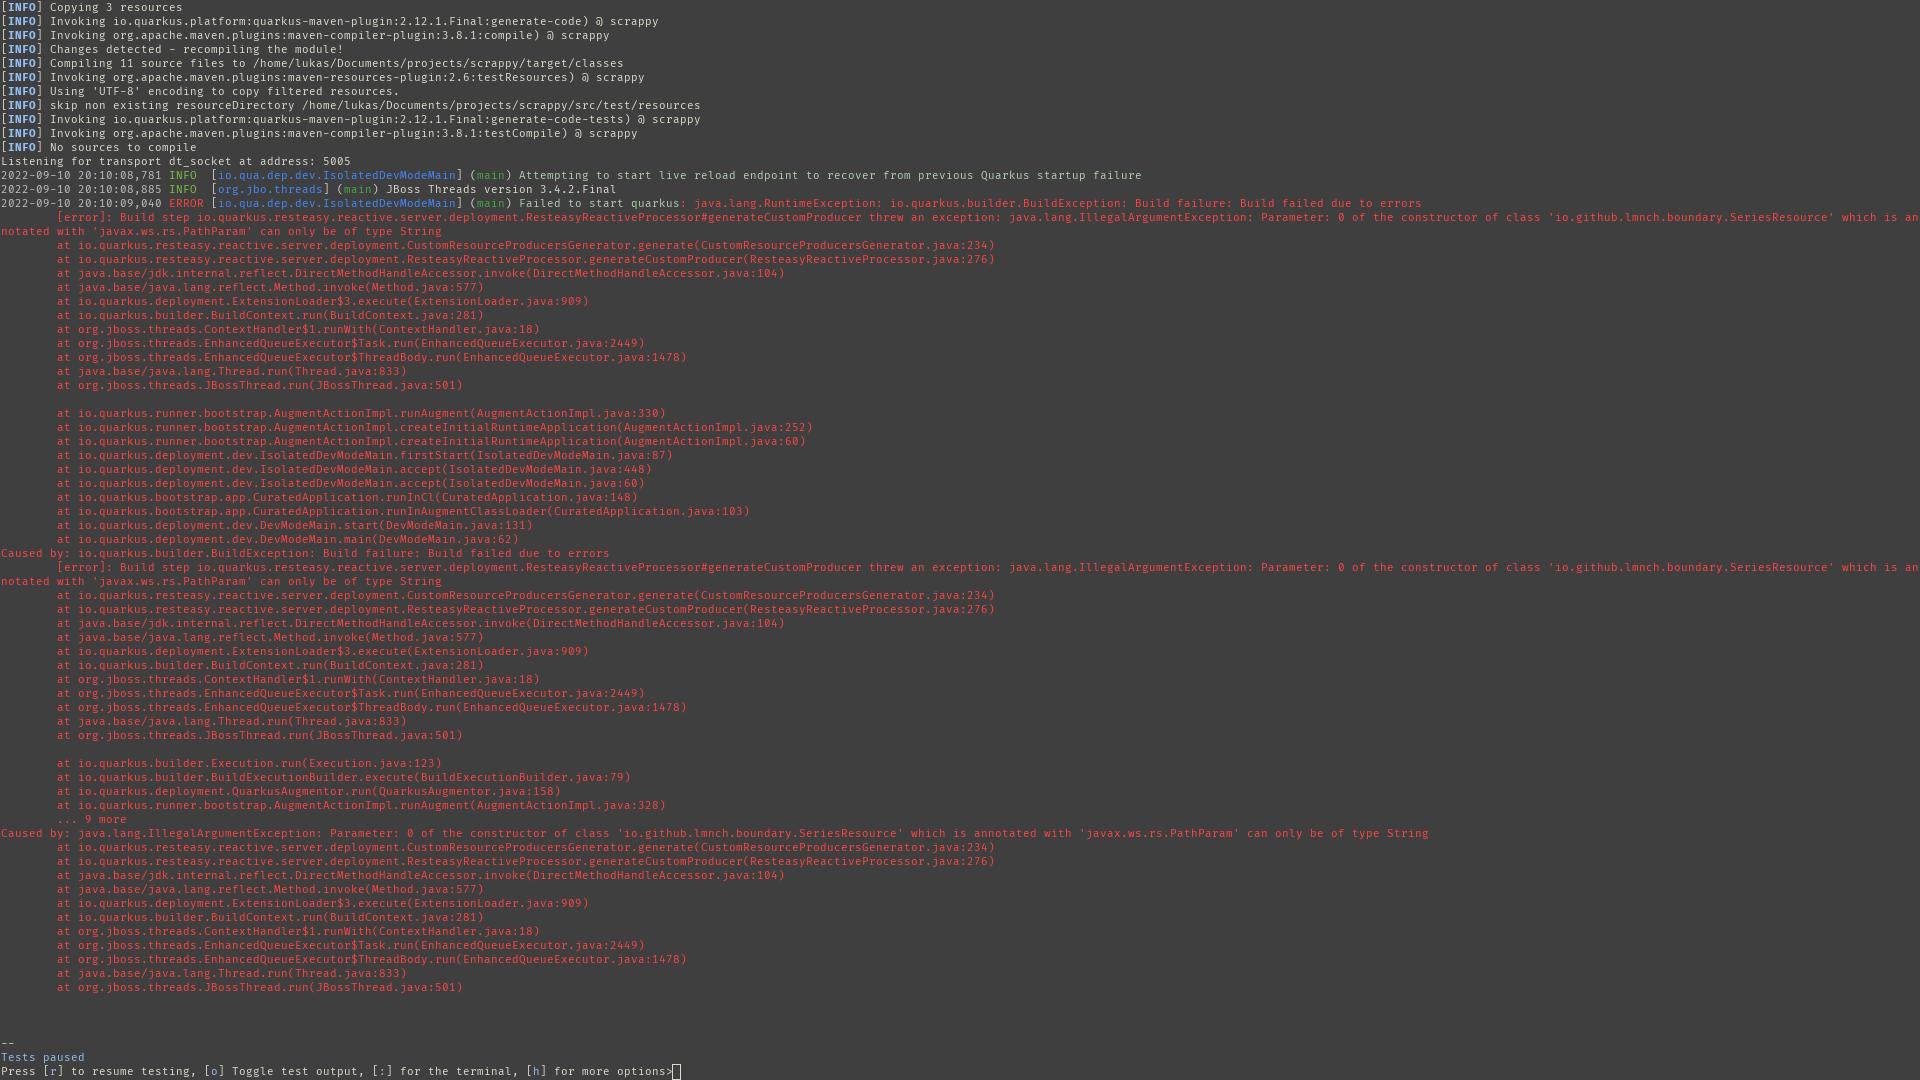 [INFO] Copying 3 resources
[INFO] Invoking io.quarkus.platform:quarkus-maven-plugin:2.12.1.Final:generate-code) @ scrappy
[INFO] Invoking org.apache.maven.plugins:maven-compiler-plugin:3.8.1:compile) @ scrappy
[INFO] Changes detected - recompiling the module!
[INFO] Compiling 11 source files to /home/lukas/Documents/projects/scrappy/target/classes
[INFO] Invoking org.apache.maven.plugins:maven-resources-plugin:2.6:testResources) @ scrappy
[INFO] Using 'UTF-8' encoding to copy filtered resources.
[INFO] skip non existing resourceDirectory /home/lukas/Documents/projects/scrappy/src/test/resources
[INFO] Invoking io.quarkus.platform:quarkus-maven-plugin:2.12.1.Final:generate-code-tests) @ scrappy
[INFO] Invoking org.apache.maven.plugins:maven-compiler-plugin:3.8.1:testCompile) @ scrappy
[INFO] No sources to compile
Listening for transport dt_socket at address: 5005
2022-09-10 20:10:08,781 INFO  [io.qua.dep.dev.IsolatedDevModeMain] (main) Attempting to start live reload endpoint to recover from previous Quarkus startup failure
2022-09-10 20:10:08,885 INFO  [org.jbo.threads] (main) JBoss Threads version 3.4.2.Final
2022-09-10 20:10:09,040 ERROR [io.qua.dep.dev.IsolatedDevModeMain] (main) Failed to start quarkus: java.lang.RuntimeException: io.quarkus.builder.BuildException: Build failure: Build failed due to errors
[error]: Build step io.quarkus.resteasy.reactive.server.deployment.ResteasyReactiveProcessor#generateCustomProducer threw an exception: java.lang.IllegalArgumentException: Parameter: 0 of the constructor of class 'io.github.lmnch.boundary.SeriesResource' which is an
notated with 'javax.ws.rs.PathParam' can only be of type String
at io.quarkus.resteasy.reactive.server.deployment.CustomResourceProducersGenerator.generate(CustomResourceProducersGenerator.java:234)
at io.quarkus.resteasy.reactive.server.deployment.ResteasyReactiveProcessor.generateCustomProducer(ResteasyReactiveProcessor.java:276)
at java.base/jdk.internal.reflect.DirectMethodHandleAccessor.invoke(DirectMethodHandleAccessor.java:104)
at java.base/java.lang.reflect.Method.invoke(Method.java:577)
at io.quarkus.deployment.ExtensionLoader$3.execute(ExtensionLoader.java:909)
at io.quarkus.builder.BuildContext.run(BuildContext.java:281)
at org.jboss.threads.ContextHandler$1.runWith(ContextHandler.java:18)
at org.jboss.threads.EnhancedQueueExecutor$Task.run(EnhancedQueueExecutor.java:2449)
at org.jboss.threads.EnhancedQueueExecutor$ThreadBody.run(EnhancedQueueExecutor.java:1478)
at java.base/java.lang.Thread.run(Thread.java:833)
at org.jboss.threads.JBossThread.run(JBossThread.java:501)
at io.quarkus.runner.bootstrap.AugmentActionImpl.runAugment(AugmentActionImpl.java:330)
at io.quarkus.runner.bootstrap.AugmentActionImpl.createInitialRuntimeApplication(AugmentActionImpl.java:252)
at io.quarkus.runner.bootstrap.AugmentActionImpl.createInitialRuntimeApplication(AugmentActionImpl.java:60)
at io.quarkus.deployment.dev.IsolatedDevModeMain.firstStart(IsolatedDevModeMain.java:87)
at io.quarkus.deployment.dev.IsolatedDevModeMain.accept(IsolatedDevModeMain.java:448)
at io.quarkus.deployment.dev.IsolatedDevModeMain.accept(IsolatedDevModeMain.java:60)
at io.quarkus.bootstrap.app.CuratedApplication.runInCl(CuratedApplication.java:148)
at io.quarkus.bootstrap.app.CuratedApplication.runInAugmentClassLoader(CuratedApplication.java:103)
at io.quarkus.deployment.dev.DevModeMain.start(DevModeMain.java:131)
at io.quarkus.deployment.dev.DevModeMain.main(DevModeMain.java:62)
Caused by: io.quarkus.builder.BuildException: Build failure: Build failed due to errors
[error]: Build step io.quarkus.resteasy.reactive.server.deployment.ResteasyReactiveProcessor#generateCustomProducer threw an exception: java.lang.IllegalArgumentException: Parameter: 0 of the constructor of class 'io.github.lmnch.boundary.SeriesResource' which is an
notated with 'javax.ws.rs.PathParam' can only be of type String
at io.quarkus.resteasy.reactive.server.deployment.CustomResourceProducersGenerator.generate(CustomResourceProducersGenerator.java:234)
at io.quarkus.resteasy.reactive.server.deployment.ResteasyReactiveProcessor.generateCustomProducer(ResteasyReactiveProcessor.java:276)
at java.base/jdk.internal.reflect.DirectMethodHandleAccessor.invoke(DirectMethodHandleAccessor.java:104)
at java.base/java.lang.reflect.Method.invoke(Method.java:577)
at io.quarkus.deployment.ExtensionLoader$3.execute(ExtensionLoader.java:909)
at io.quarkus.builder.BuildContext.run(BuildContext.java:281)
at org.jboss.threads.ContextHandler$1.runWith(ContextHandler.java:18)
at org.jboss.threads.EnhancedQueueExecutor$Task.run(EnhancedQueueExecutor.java:2449)
at org.jboss.threads.EnhancedQueueExecutor$ThreadBody.run(EnhancedQueueExecutor.java:1478)
at java.base/java.lang.Thread.run(Thread.java:833)
at org.jboss.threads.JBossThread.run(JBossThread.java:501)
at io.quarkus.builder.Execution.run(Execution.java:123)
at io.quarkus.builder.BuildExecutionBuilder.execute(BuildExecutionBuilder.java:79)
at io.quarkus.deployment.QuarkusAugmentor.run(QuarkusAugmentor.java:158)
at io.quarkus.runner.bootstrap.AugmentActionImpl.runAugment(AugmentActionImpl.java:328)
... 9 more
Caused by: java.lang.IllegalArgumentException: Parameter: 0 of the constructor of class 'io.github.lmnch.boundary.SeriesResource' which is annotated with 'javax.ws.rs.PathParam' can only be of type String
at io.quarkus.resteasy.reactive.server.deployment.CustomResourceProducersGenerator.generate(CustomResourceProducersGenerator.java:234)
at io.quarkus.resteasy.reactive.server.deployment.ResteasyReactiveProcessor.generateCustomProducer(ResteasyReactiveProcessor.java:276)
at java.base/jdk.internal.reflect.DirectMethodHandleAccessor.invoke(DirectMethodHandleAccessor.java:104)
at java.base/java.lang.reflect.Method.invoke(Method.java:577)
at io.quarkus.deployment.ExtensionLoader$3.execute(ExtensionLoader.java:909)
at io.quarkus.builder.BuildContext.run(BuildContext.java:281)
at org.jboss.threads.ContextHandler$1.runWith(ContextHandler.java:18)
at org.jboss.threads.EnhancedQueueExecutor$Task.run(EnhancedQueueExecutor.java:2449)
at org.jboss.threads.EnhancedQueueExecutor$ThreadBody.run(EnhancedQueueExecutor.java:1478)
at java.base/java.lang.Thread.run(Thread.java:833)
at org.jboss.threads.JBossThread.run(JBossThread.java:501)
--
Tests paused
Press [r] to resume testing, [o] Toggle test output, [:] for the terminal, [h] for more options>